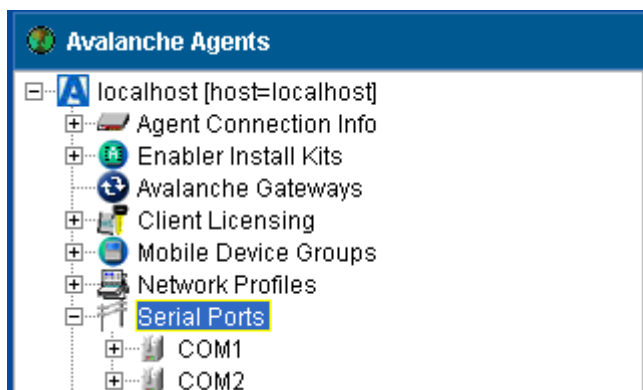 Avalanche Agents
localhost [host=localhost]
Agent Connection Info
Enabler Install Kits
Avalanche Gateways
Client Licensing
Mobile Device Groups
Network Profiles
Serial Ports
COM1
COM2